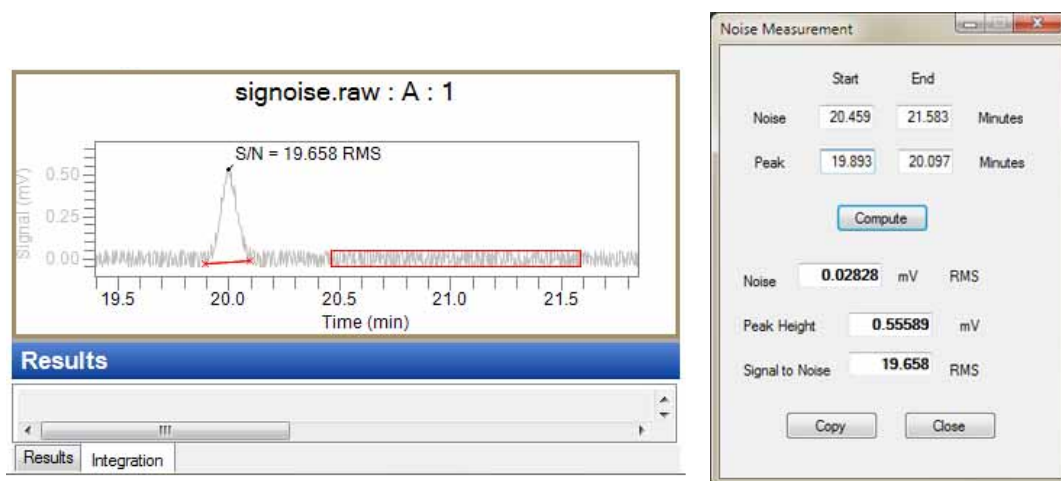 signoise.raw : A : 1
S/N = 19.658 RMS
Signal (mV)
0.50
0.25
0.00
19.5 20.0 20.5 21.0 21.5
Time (min)
Results
Results Integration
Noise Measurement
Start End
Noise 20.459 21.583 Minutes
Peak 19.893 20.097 Minutes
Compute
Noise 0.02828 mV RMS
Peak Height 0.55589 mV
Signal to Noise 19.658 RMS
Copy Close